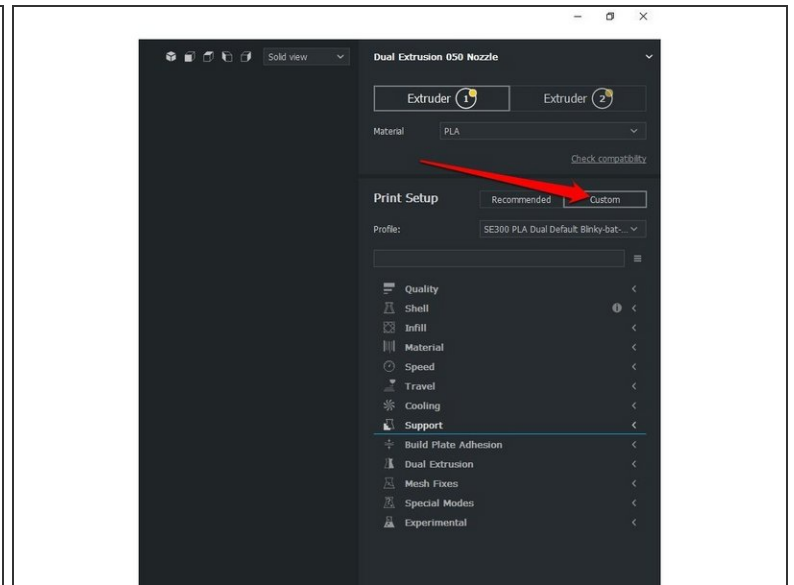 Solid view
Dual Extrusion 050 Nozzle
Extruder 1
Extruder 2
Material PLA
Check compatibility
Print Setup Recommended Custom
Profile: SE300 PLA Dual Default Blinky-bat-...
Quality
Shell
Infill
Material
Speed
Travel
Cooling
Support
Build Plate Adhesion
Dual Extrusion
Mesh Fixes
Special Modes
Experimental